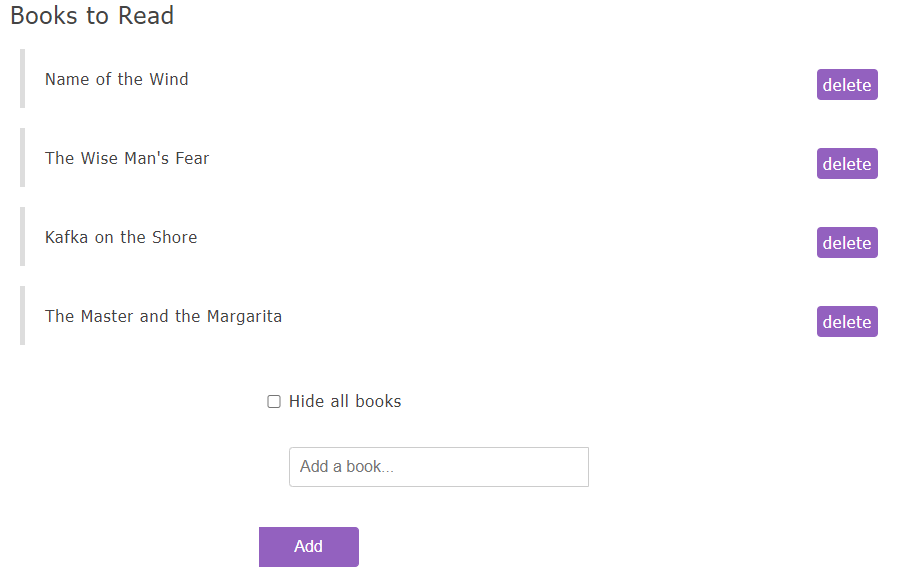 Books to Read
Name of the Wind
delete
The Wise Man's Fear
delete
Kafka on the Shore
delete
The Master and the Margarita
delete
Hide all books
Add a book...
Add